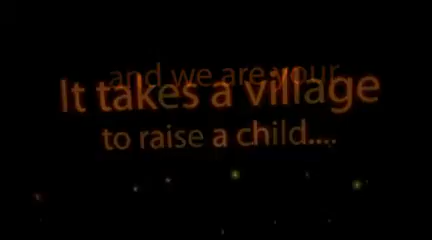 and we are your
It takes a village
to raise a child....